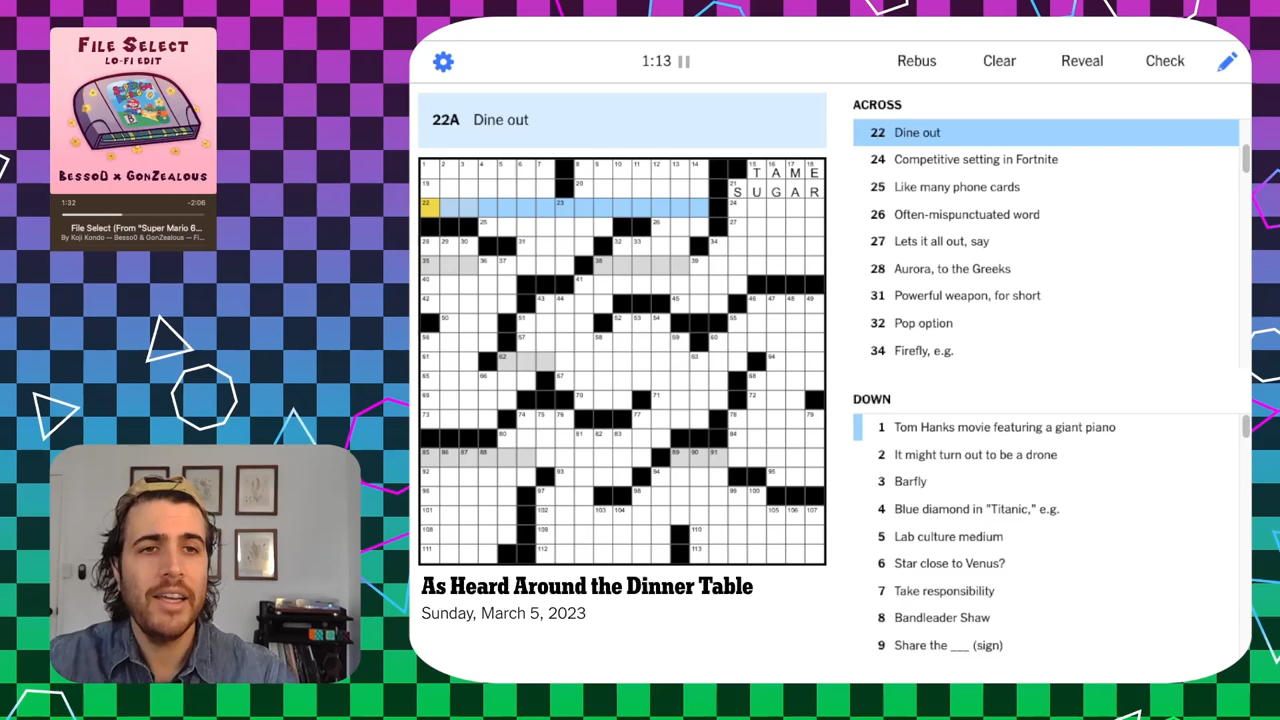 FILE SELECT
LO-FI EDIT
BESSOO X GONZEALOUS
1:32
-2:06
File Select (From "Super Mario 6...
By Koji Kondo — Besso0 & GonZealous — Fi...
1:13
Rebus
Clear
Reveal
Check
22A Dine out
T A M E
S U G A R
As Heard Around the Dinner Table
Sunday, March 5, 2023
ACROSS
22 Dine out
24 Competitive setting in Fortnite
25 Like many phone cards
26 Often-mispunctuated word
27 Lets it all out, say
28 Aurora, to the Greeks
31 Powerful weapon, for short
32 Pop option
34 Firefly, e.g.
DOWN
1 Tom Hanks movie featuring a giant piano
2 It might turn out to be a drone
3 Barfly
4 Blue diamond in "Titanic," e.g.
5 Lab culture medium
6 Star close to Venus?
7 Take responsibility
8 Bandleader Shaw
9 Share the ___ (sign)